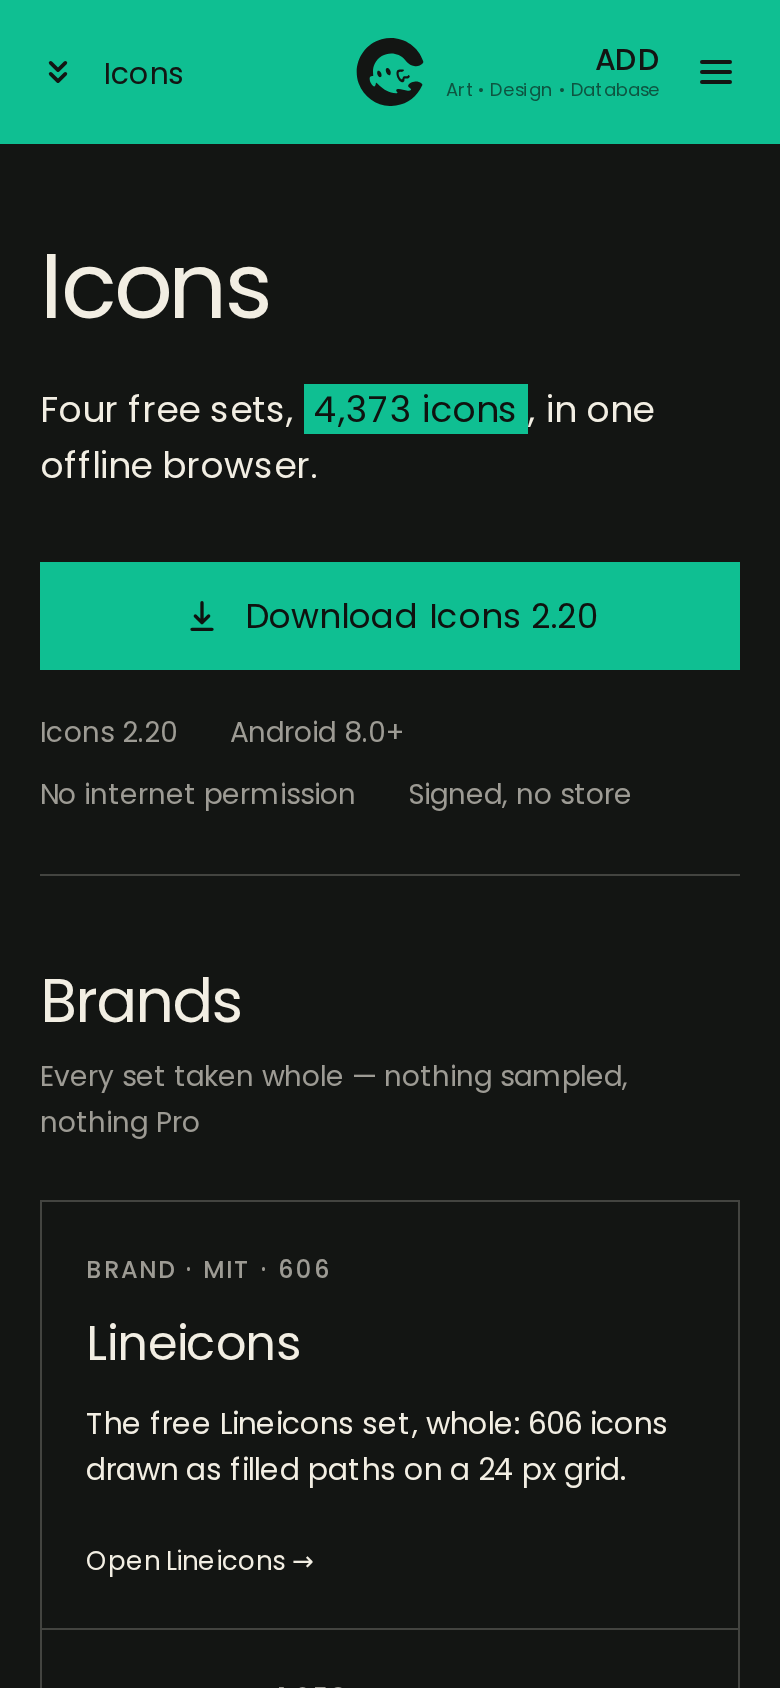 Icons
ADD
Art • Design • Database
Icons
Four free sets, 4,373 icons, in one
offline browser.
Download Icons 2.20
Icons 2.20 Android 8.0+
No internet permission Signed, no store
Brands
Every set taken whole — nothing sampled,
nothing Pro
BRAND · MIT · 606
Lineicons
The free Lineicons set, whole: 606 icons
drawn as filled paths on a 24 px grid.
Open Lineicons →